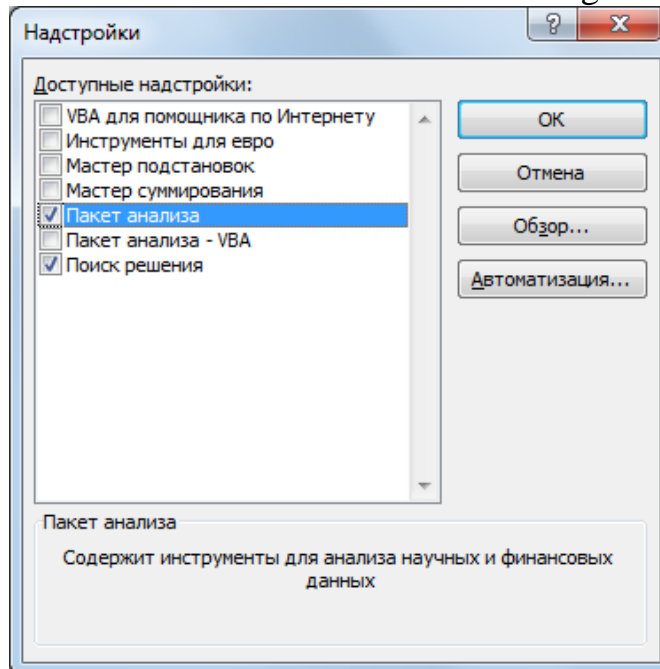 Надстройки
Доступные надстройки:
VBA для помощника по Интернету
Инструменты для евро
Мастер подстановок
Мастер суммирования
Пакет анализа
Пакет анализа - VBA
Поиск решения
ОК
Отмена
Обзор...
Автоматизация...
Пакет анализа
Содержит инструменты для анализа научных и финансовых
данных